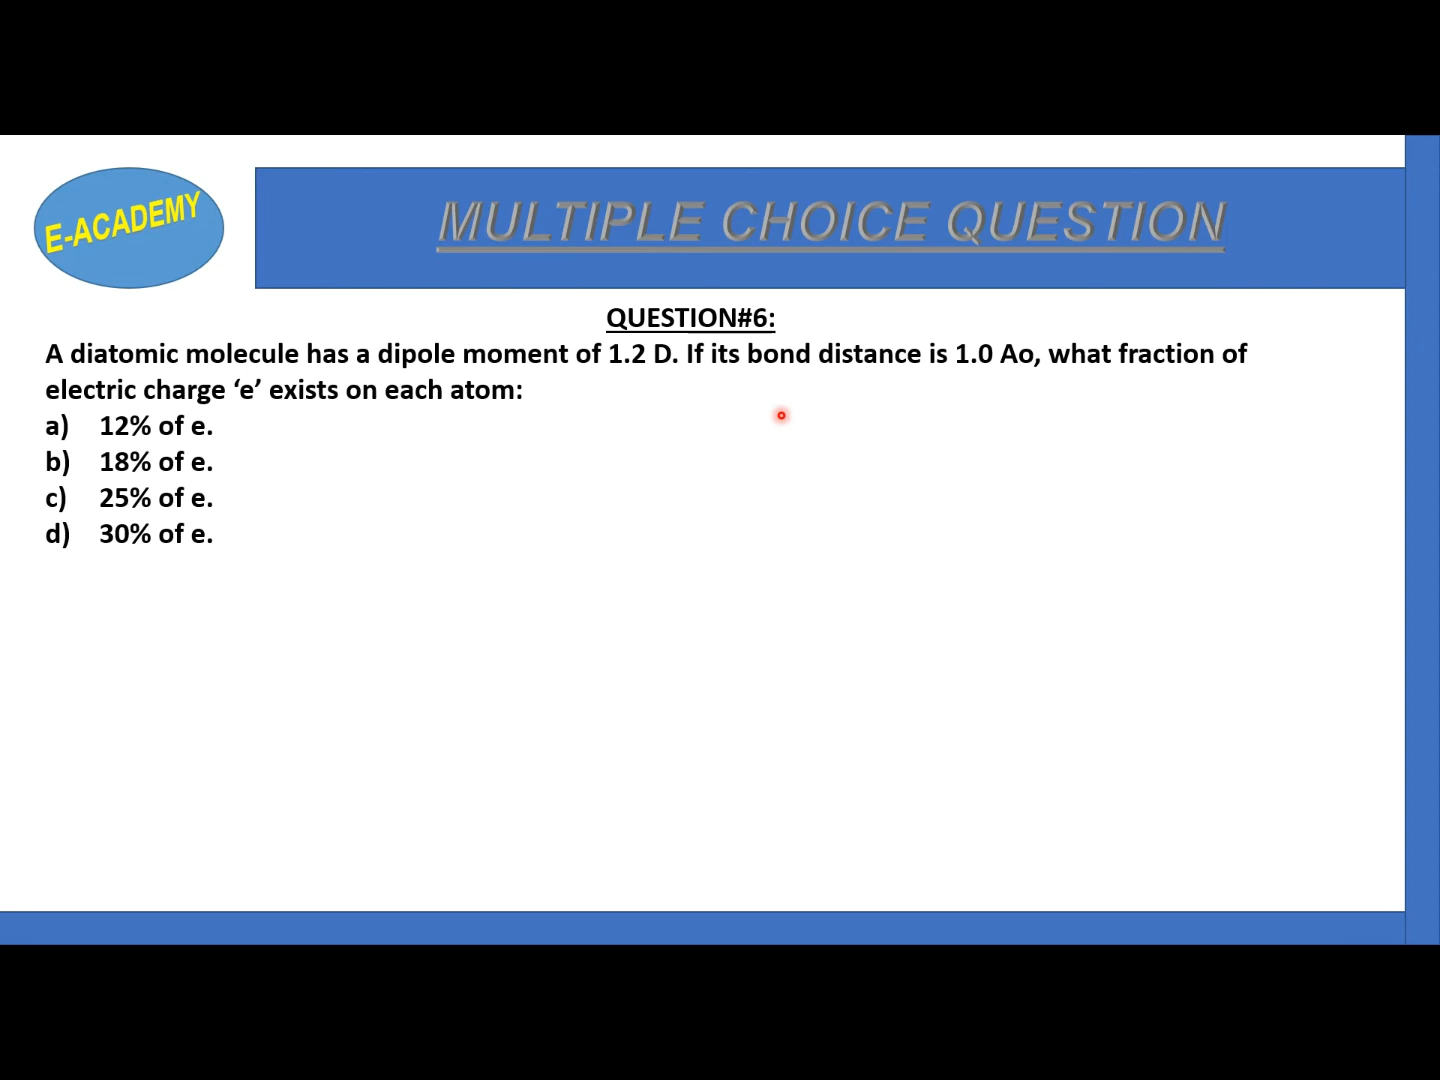 E-ACADEMY
MULTIPLE CHOICE QUESTION
QUESTION#6:
A diatomic molecule has a dipole moment of 1.2 D. If its bond distance is 1.0 Ao, what fraction of
electric charge ‘e’ exists on each atom:
a) 12% of e.
b) 18% of e.
c) 25% of e.
d) 30% of e.